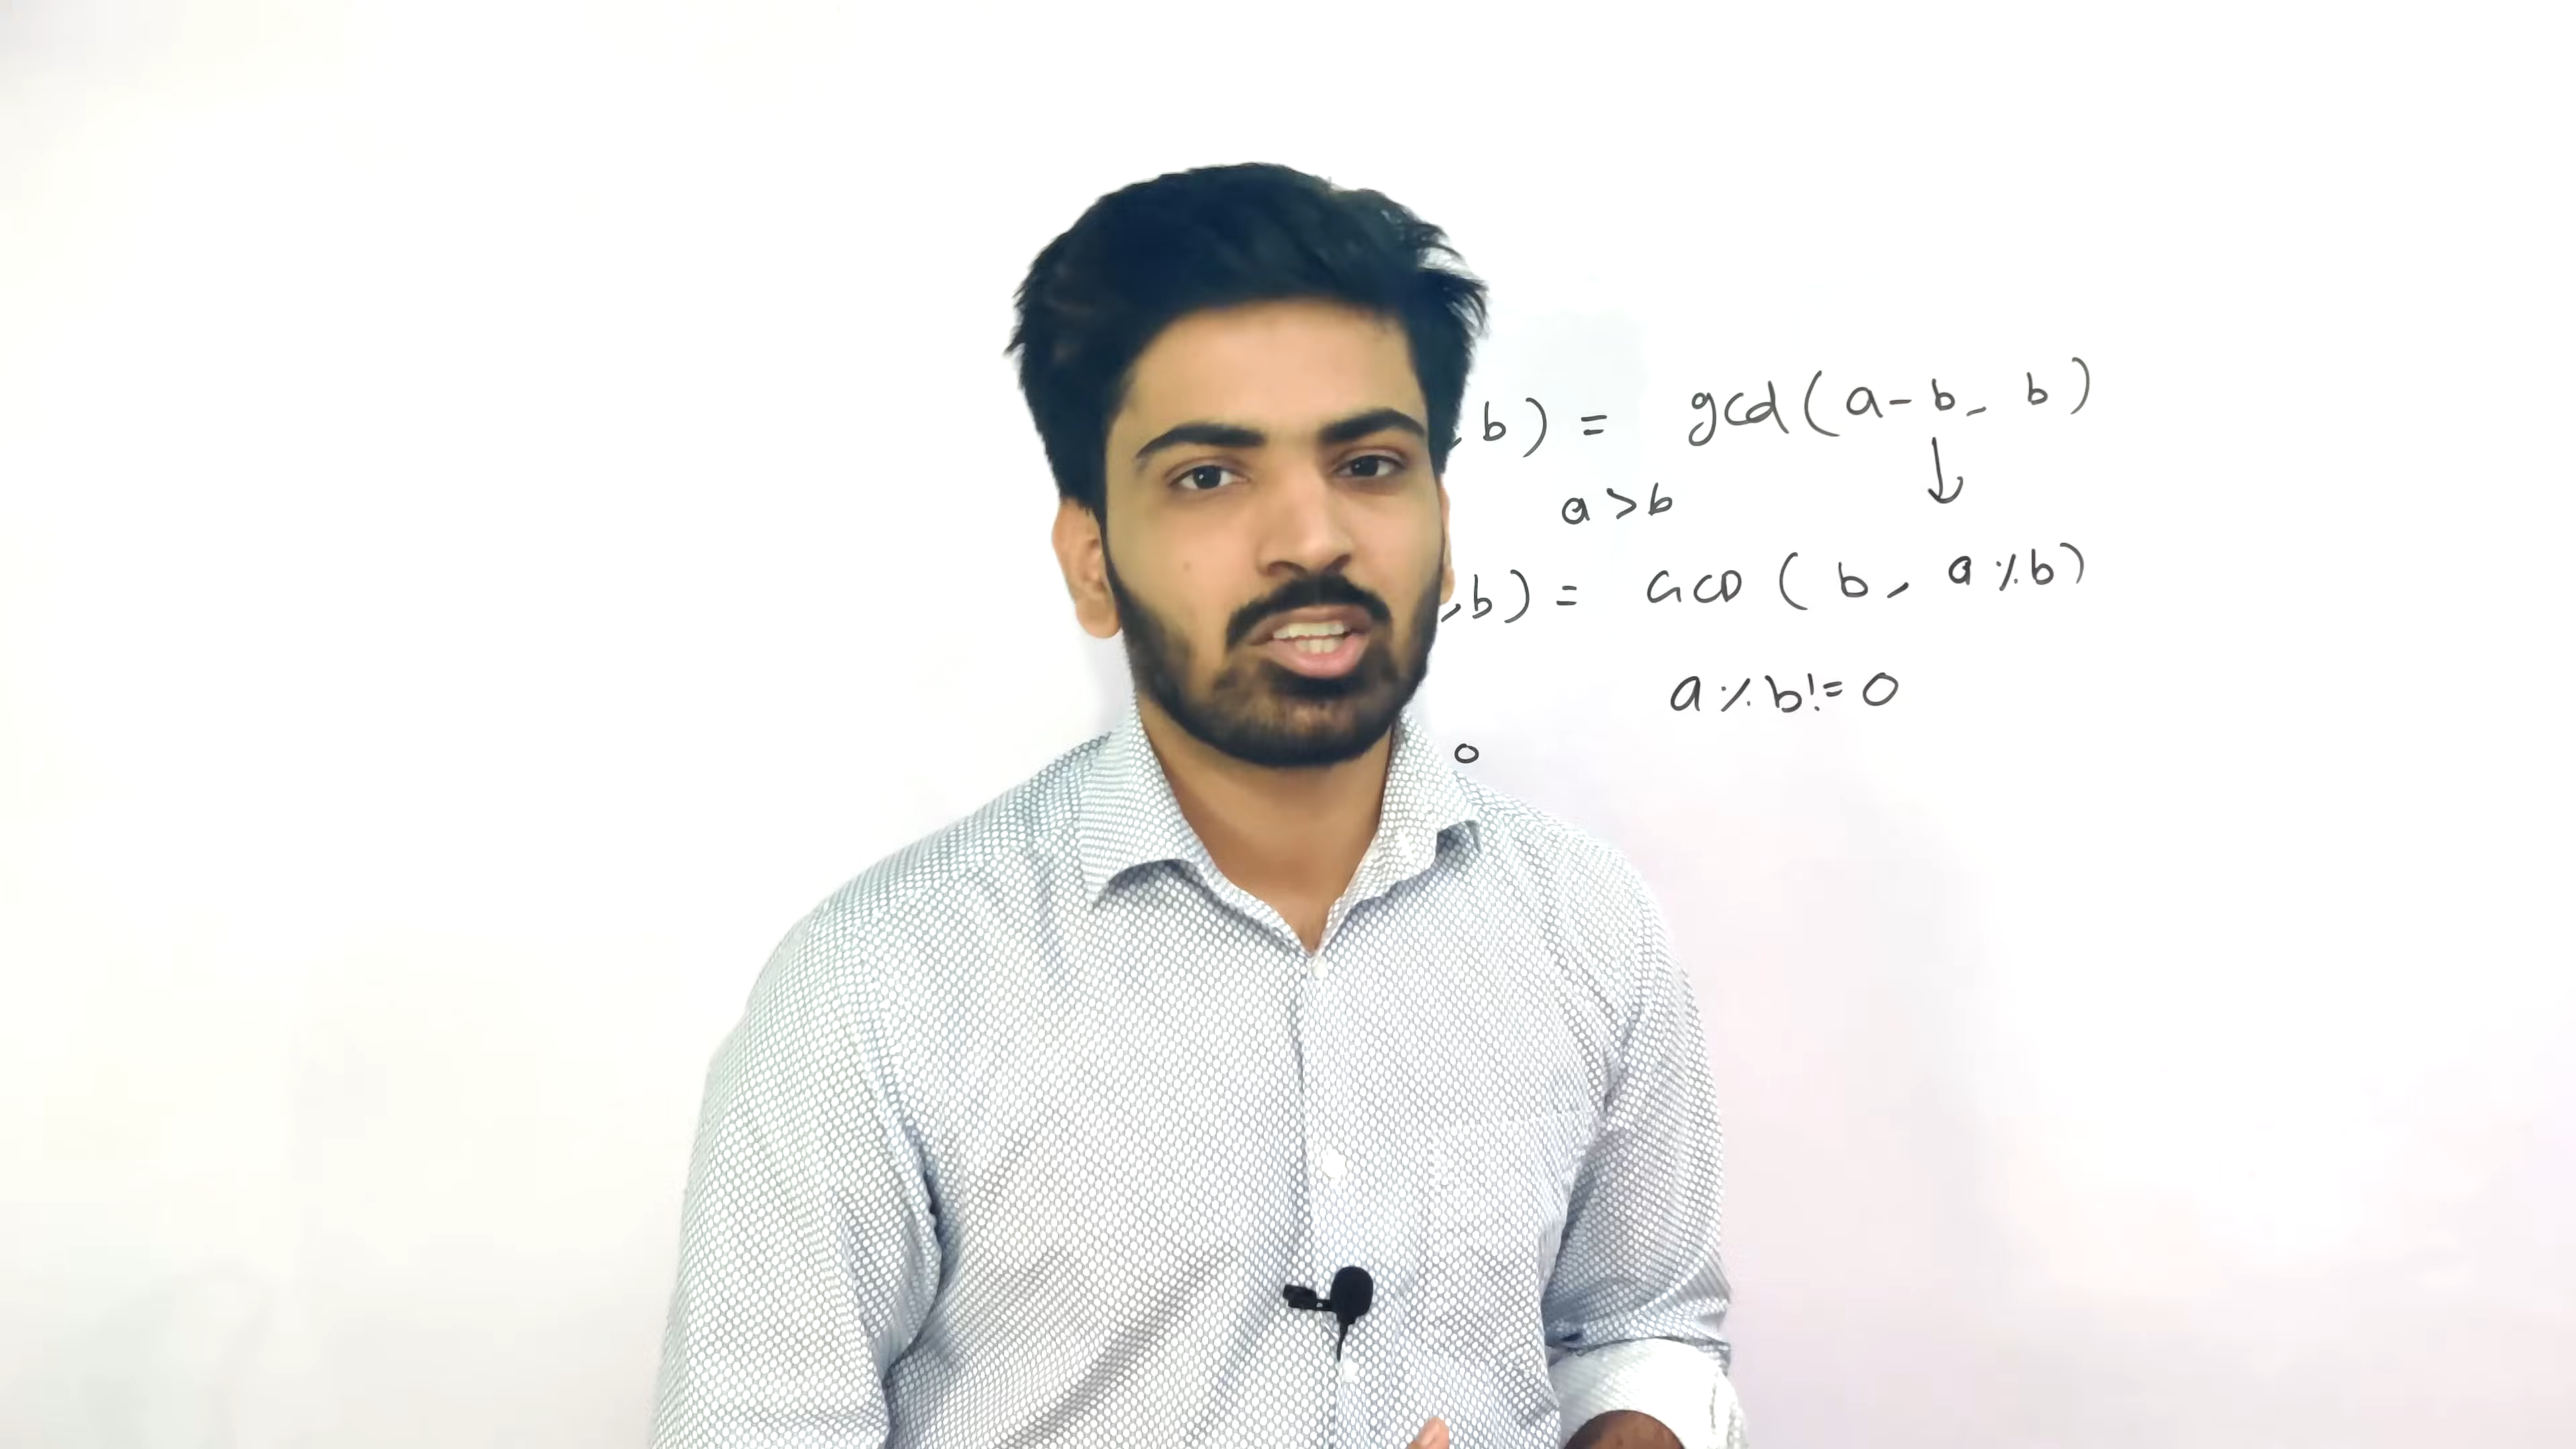 , b) = gcd(a-b, b)
a>b
,b) = GCD(b, a%b)
a%b!=0
0